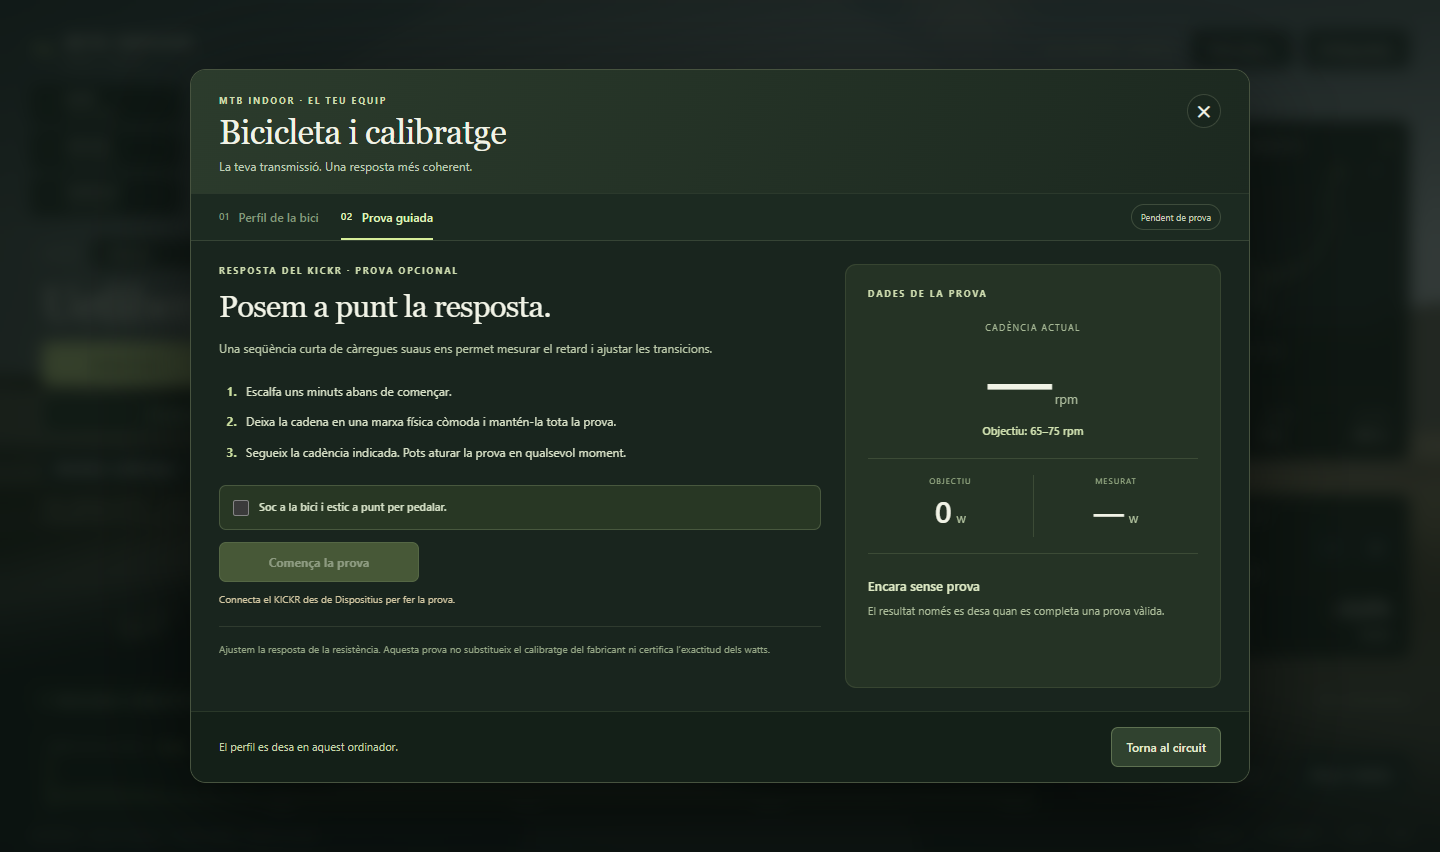 MTB INDOOR · EL TEU EQUIP
Bicicleta i calibratge
La teva transmissió. Una resposta més coherent.
01 Perfil de la bici
02 Prova guiada
Pendent de prova
RESPOSTA DEL KICKR · PROVA OPCIONAL
Posem a punt la resposta.
Una seqüència curta de càrregues suaus ens permet mesurar el retard i ajustar les transicions.
1. Escalfa uns minuts abans de començar.
2. Deixa la cadena en una marxa física còmoda i mantén-la tota la prova.
3. Segueix la cadència indicada. Pots aturar la prova en qualsevol moment.
Soc a la bici i estic a punt per pedalar.
Comença la prova
Connecta el KICKR des de Dispositius per fer la prova.
Ajustem la resposta de la resistència. Aquesta prova no substitueix el calibratge del fabricant ni certifica l'exactitud dels watts.
DADES DE LA PROVA
CADÈNCIA ACTUAL
— rpm
Objectiu: 65–75 rpm
OBJECTIU
0 W
MESURAT
— W
Encara sense prova
El resultat només es desa quan es completa una prova vàlida.
El perfil es desa en aquest ordinador.
Torna al circuit